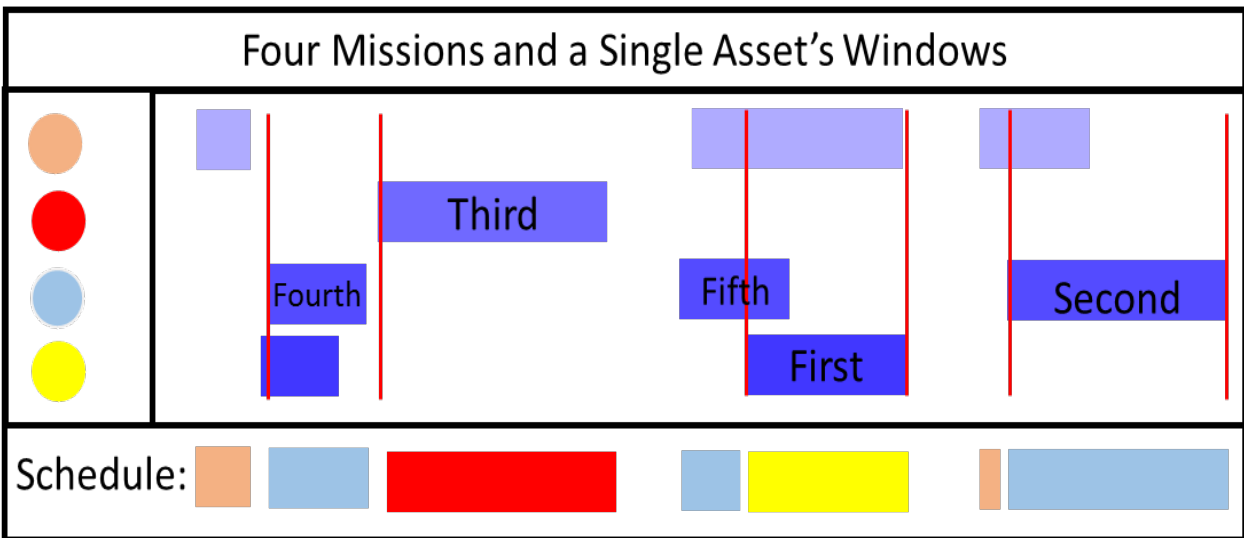 Four Missions and a Single Asset’s Windows
Third
Fourth
Fifth
Second
First
Schedule: